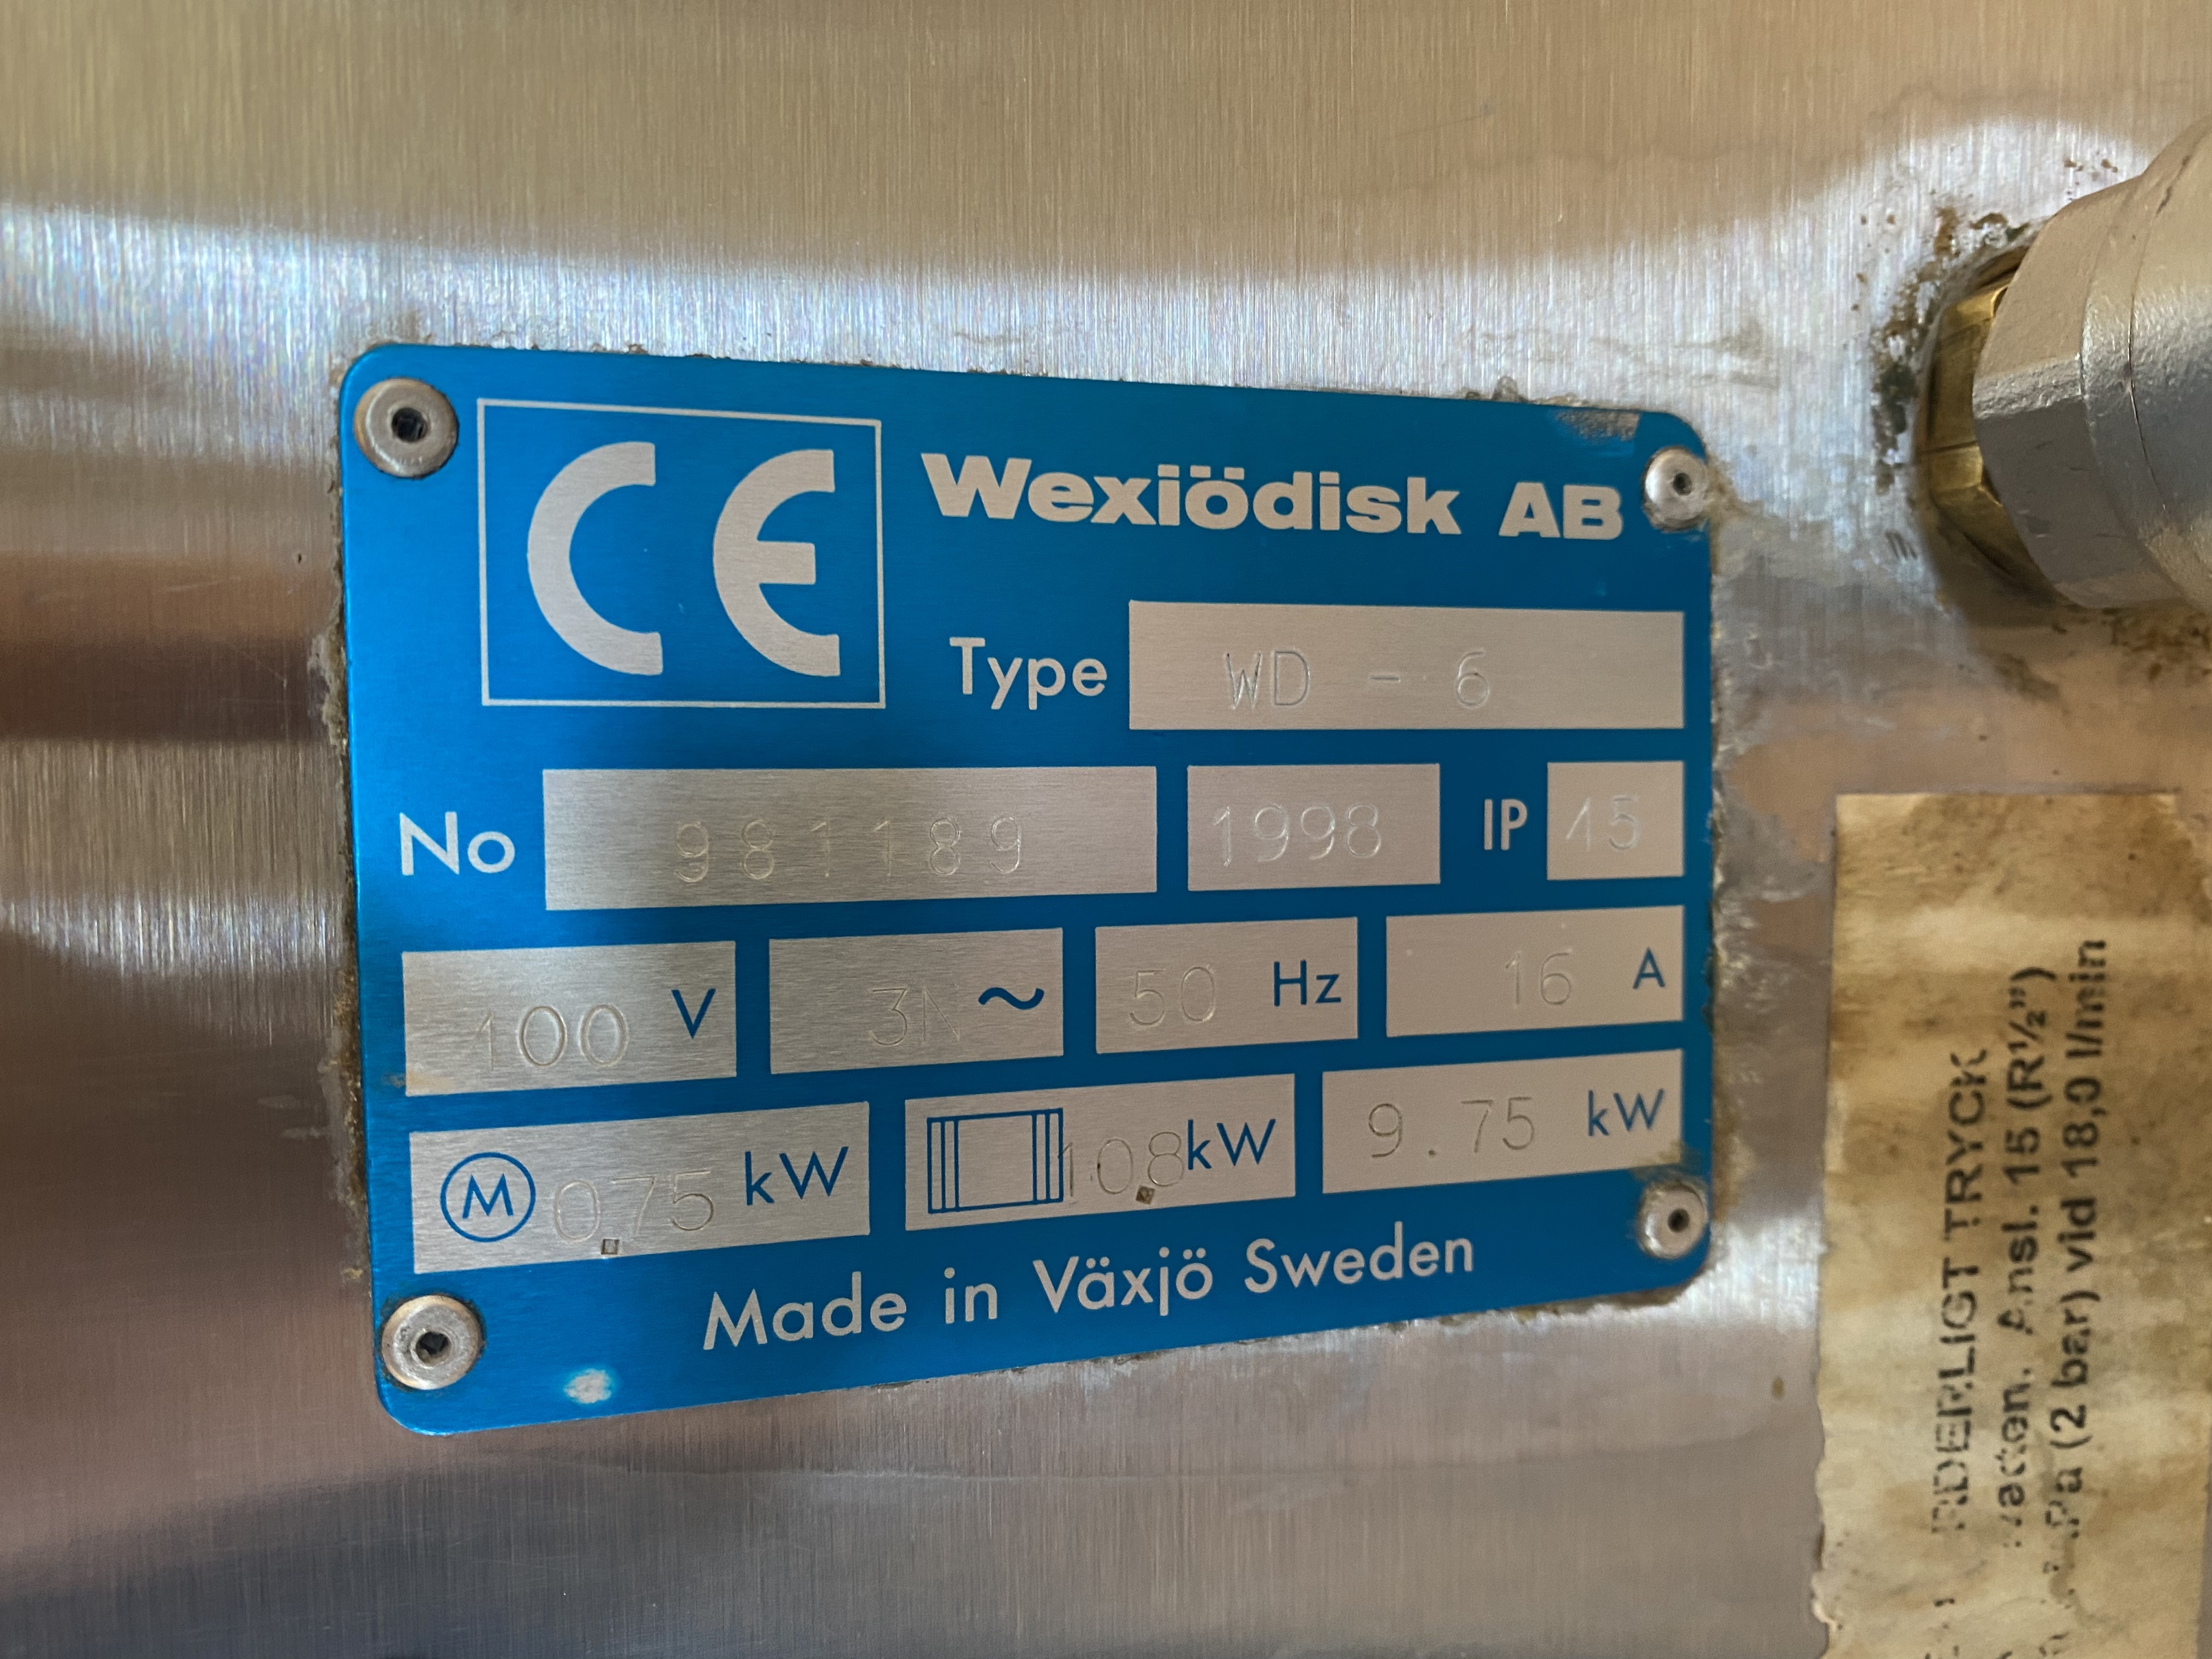 CE
Wexiödisk AB
Type WD - 6
No 981189 1998 IP 45
400 V 3N ~ 50 Hz 16 A
M 0.75 kW 10.8 kW 9.75 kW
Made in Växjö Sweden
RDERLIGT TRYCK
Ansl. 15 (R½")
(2 bar) vid 18,0 l/min